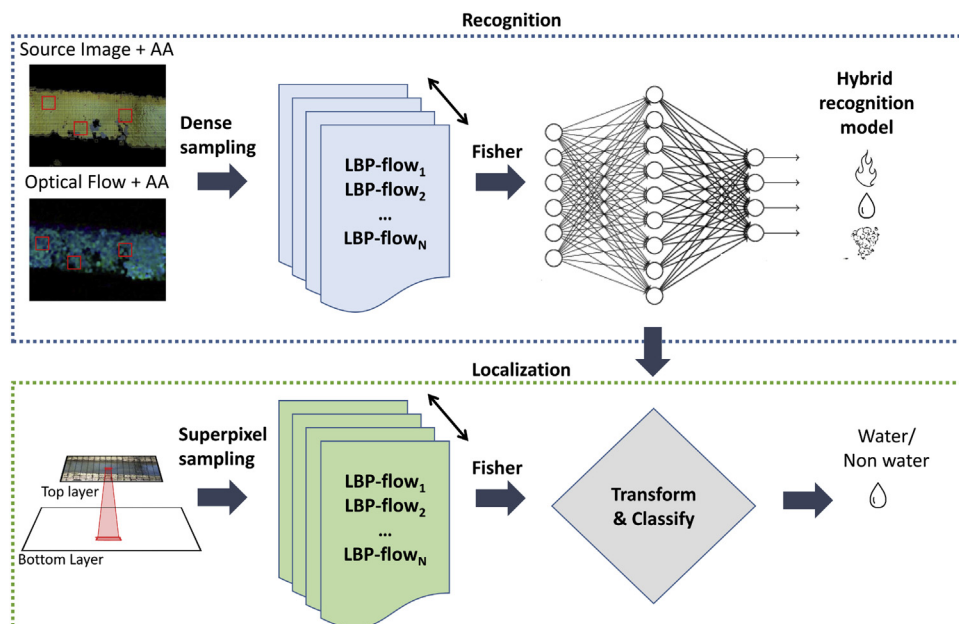 Recognition
Source Image + AA
Optical Flow + AA
Dense
sampling
LBP-flow1
LBP-flow2
...
LBP-flowN
Fisher
Hybrid
recognition
model
Localization
Top layer
Bottom Layer
Superpixel
sampling
LBP-flow1
LBP-flow2
...
LBP-flowN
Fisher
Transform
& Classify
Water/
Non water